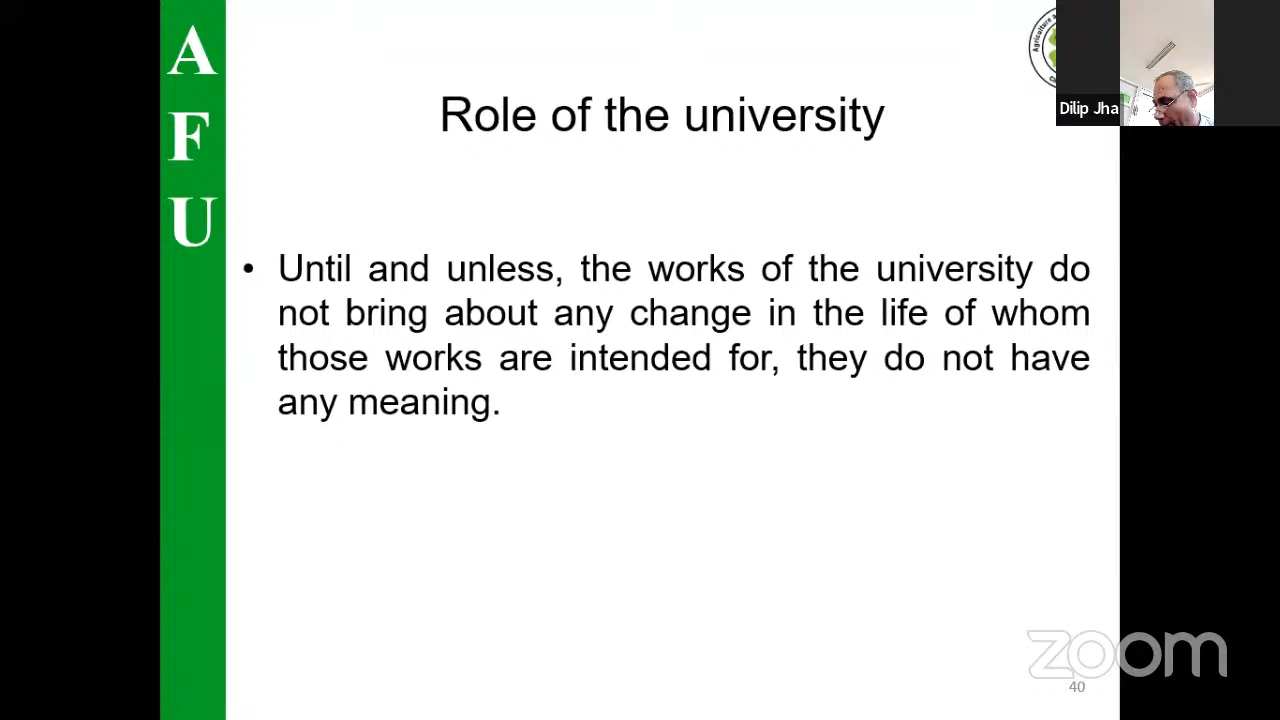 A
F
U
Role of the university
• Until and unless, the works of the university do
not bring about any change in the life of whom
those works are intended for, they do not have
any meaning.
Agriculture
Dilip Jha
zoom
40